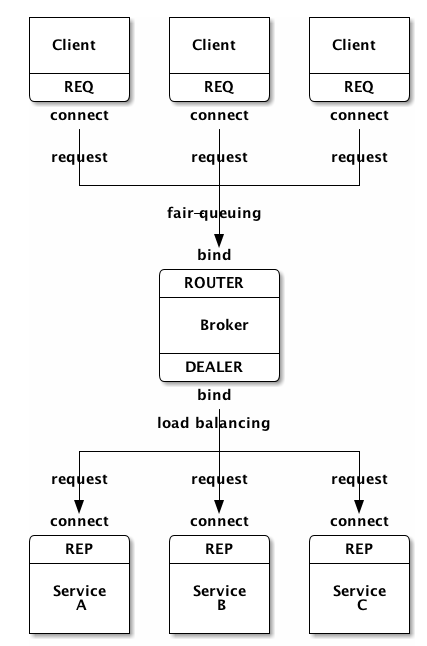 Client Client Client
REQ REQ REQ
connect connect connect
request request request
fair-queuing
bind
ROUTER
Broker
DEALER
bind
load balancing
request request request
connect connect connect
REP REP REP
Service Service Service
A B C